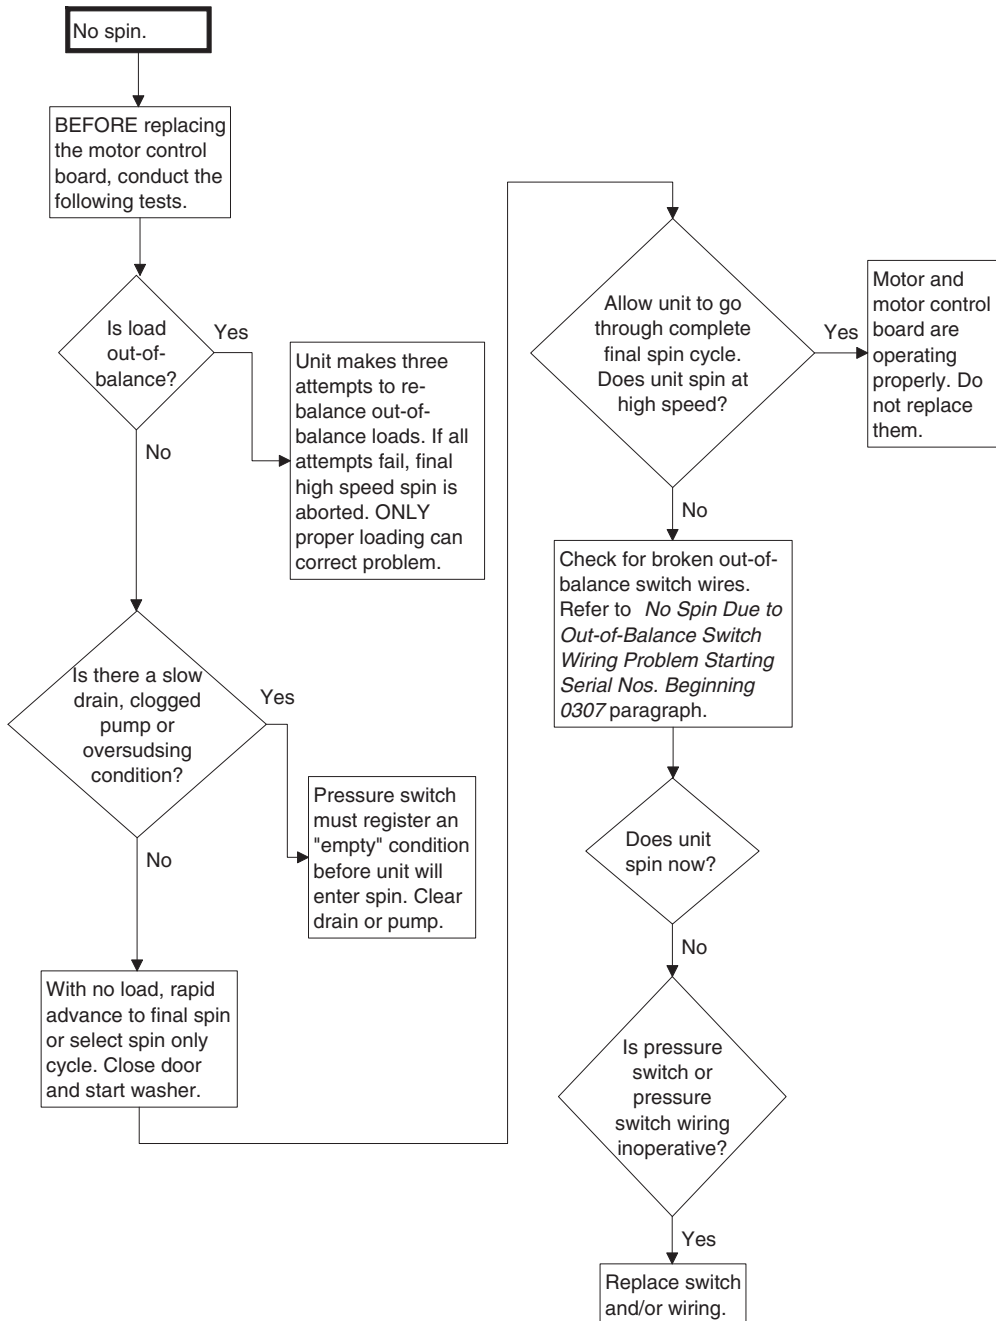 No spin.
BEFORE replacing
the motor control
board, conduct the
following tests.
Is load
out-of-
balance?
Yes
Unit makes three
attempts to re-
balance out-of-
balance loads. If all
attempts fail, final
high speed spin is
aborted. ONLY
proper loading can
correct problem.
No
Is there a slow
drain, clogged
pump or
oversudsing
condition?
Yes
Pressure switch
must register an
"empty" condition
before unit will
enter spin. Clear
drain or pump.
No
With no load, rapid
advance to final spin
or select spin only
cycle. Close door
and start washer.
Allow unit to go
through complete
final spin cycle.
Does unit spin at
high speed?
Yes
Motor and
motor control
board are
operating
properly. Do
not replace
them.
No
Check for broken out-of-
balance switch wires.
Refer to No Spin Due to
Out-of-Balance Switch
Wiring Problem Starting
Serial Nos. Beginning
0307 paragraph.
Does unit
spin now?
No
Is pressure
switch or
pressure
switch wiring
inoperative?
Yes
Replace switch
and/or wiring.